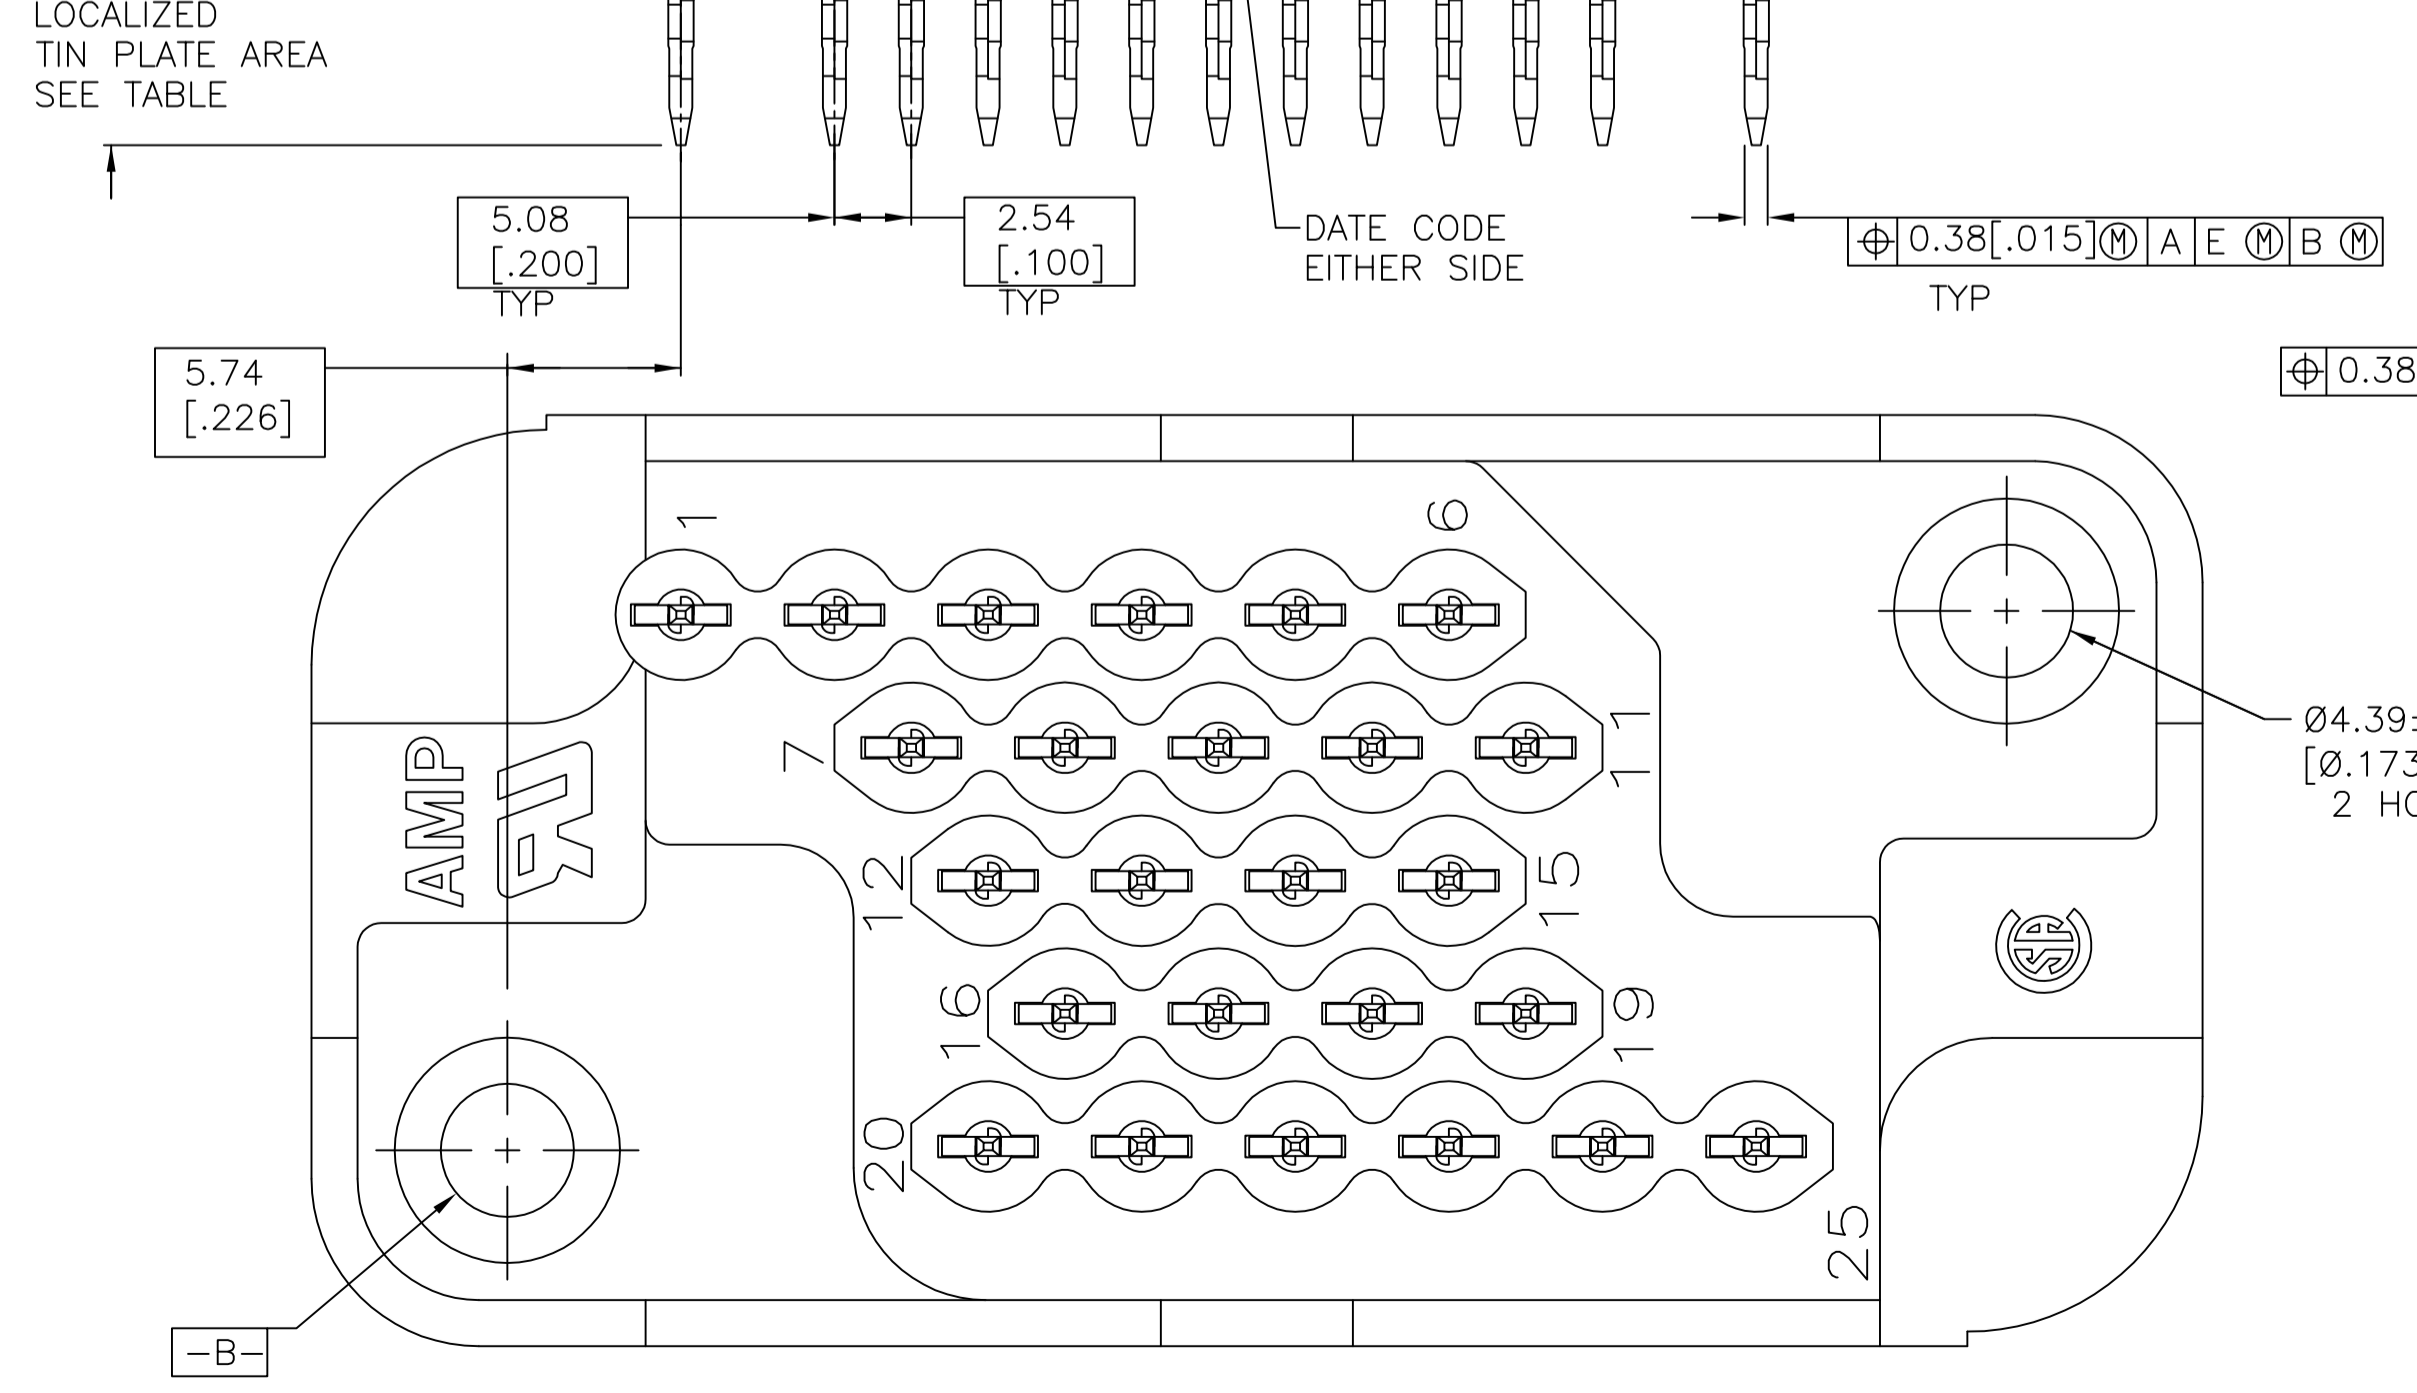 LOCALIZED
TIN PLATE AREA
SEE TABLE
5.08
[.200]
TYP
2.54
[.100]
TYP
DATE CODE
EITHER SIDE
⌖ 0.38[.015]Ⓜ A E Ⓜ B Ⓜ
TYP
5.74
[.226]
⌖ 0.38
1
6
7
11
Ø4.39±
[Ø.173
2 HO
AMP
12
15
16
19
20
25
-B-